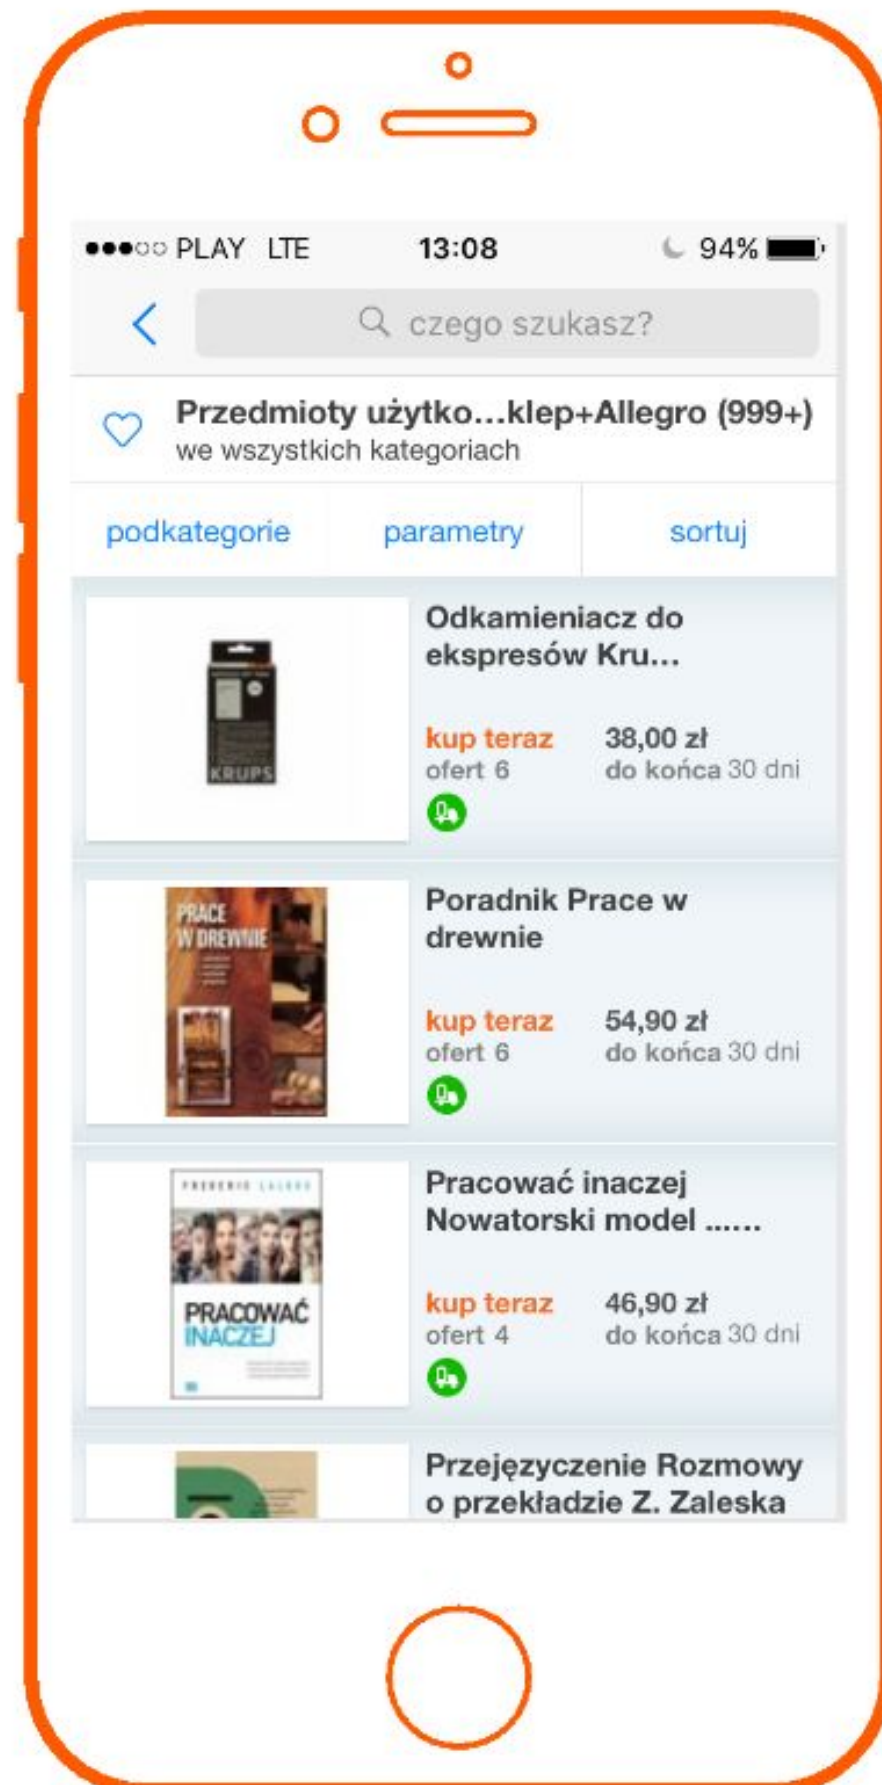 PLAY LTE 13:08 94%
czego szukasz?
Przedmioty użytko...klep+Allegro (999+)
we wszystkich kategoriach
podkategorie parametry sortuj
Odkamieniacz do
ekspresów Kru...
kup teraz 38,00 zł
ofert 6 do końca 30 dni
KRUPS
Poradnik Prace w
drewnie
kup teraz 54,90 zł
ofert 6 do końca 30 dni
PRACE
W DREWNIE
Pracować inaczej
Nowatorski model ......
kup teraz 46,90 zł
ofert 4 do końca 30 dni
FREDERIC LALOUX
PRACOWAĆ
INACZEJ
Przejęzyczenie Rozmowy
o przekładzie Z. Zaleska